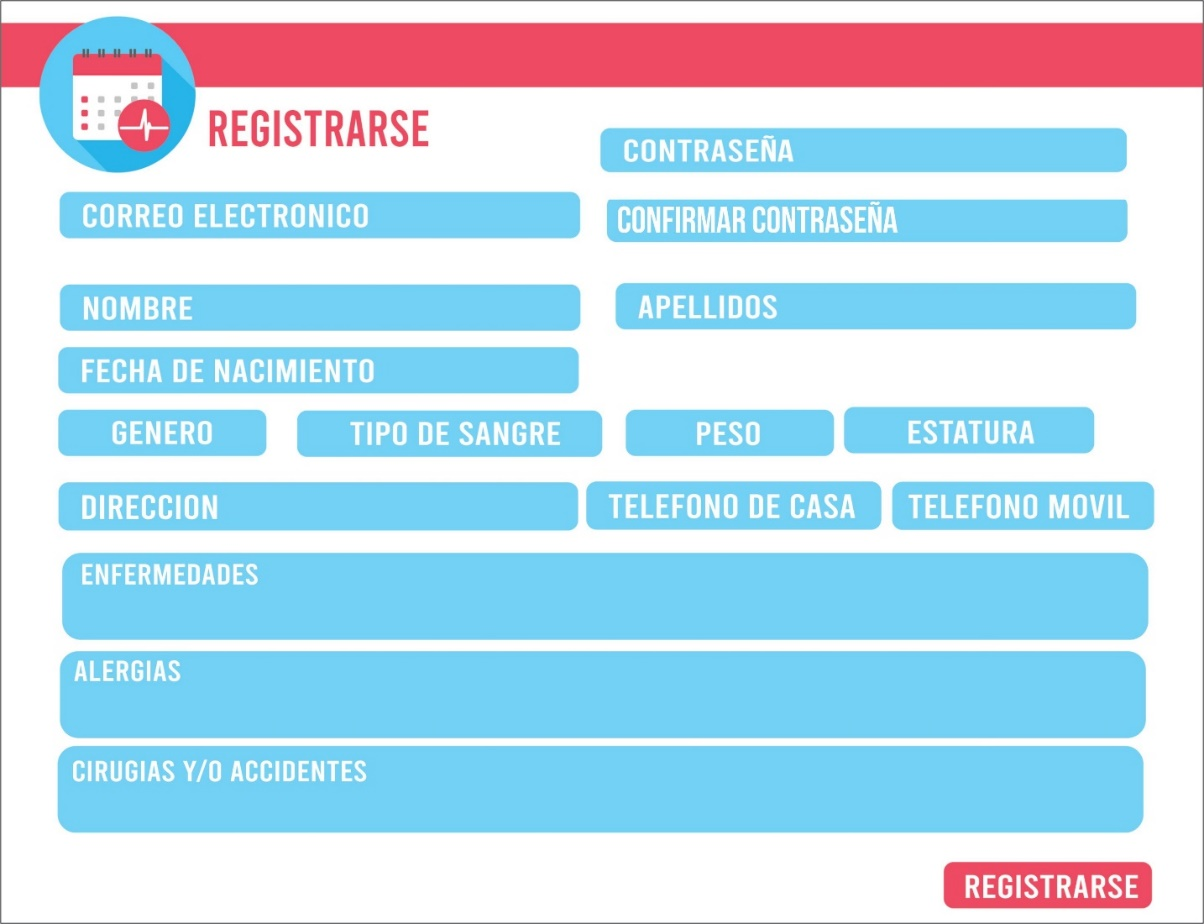 REGISTRARSE
CONTRASEÑA
CORREO ELECTRONICO
CONFIRMAR CONTRASEÑA
NOMBRE
APELLIDOS
FECHA DE NACIMIENTO
GENERO
TIPO DE SANGRE
PESO
ESTATURA
DIRECCION
TELEFONO DE CASA
TELEFONO MOVIL
ENFERMEDADES
ALERGIAS
CIRUGIAS Y/O ACCIDENTES
REGISTRARSE